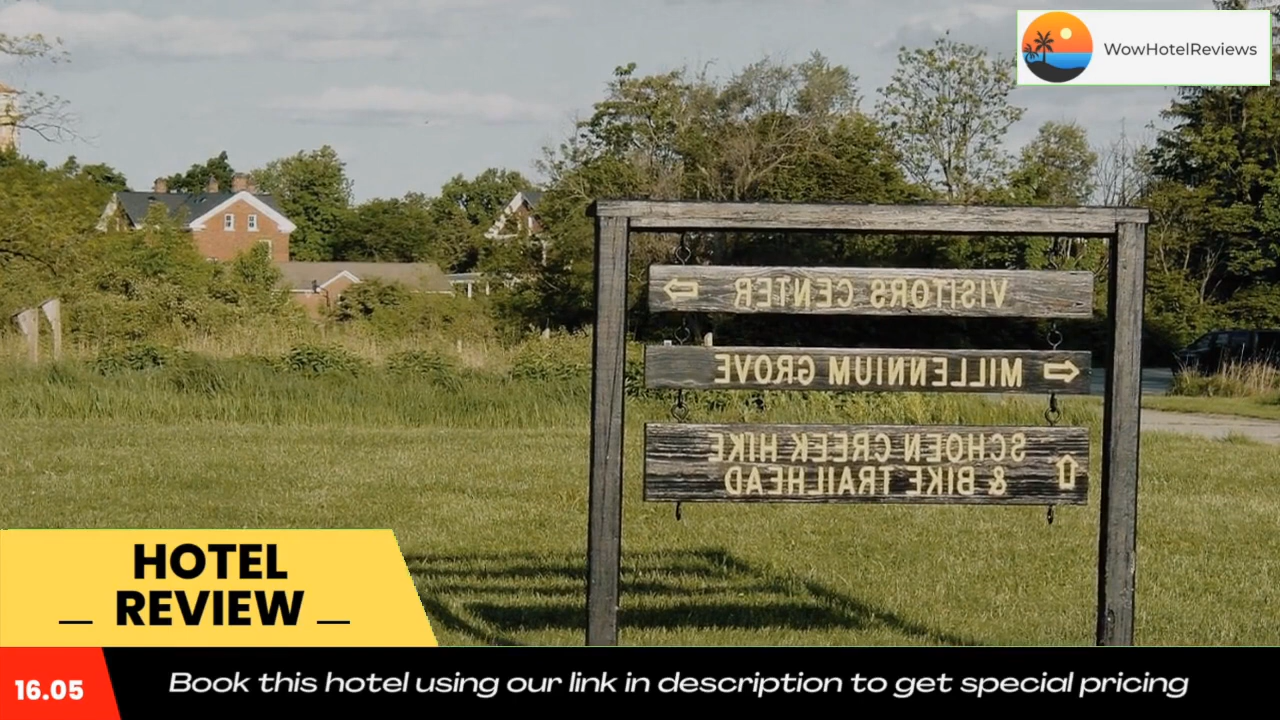 WowHotelReviews
VISITORS CENTER
MILLENNIUM GROVE
SCHOEN CREEK HIKE
& BIKE TRAILHEAD
HOTEL
REVIEW
16.05
Book this hotel using our link in description to get special pricing